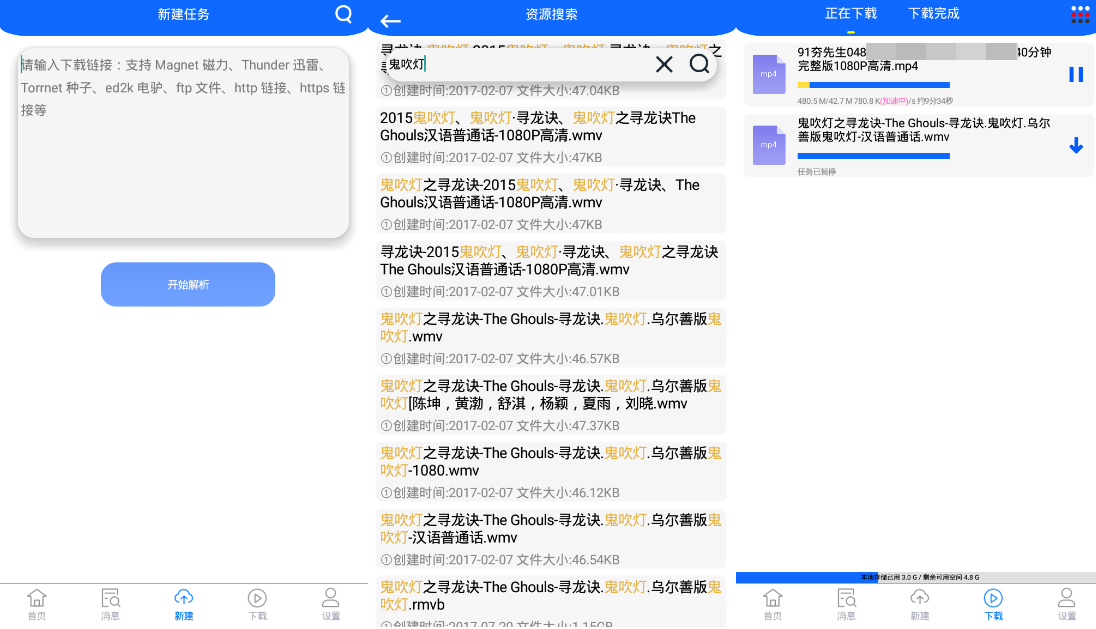 新建任务
请输入下载链接：支持 Magnet 磁力、Thunder 迅雷、
Torrnet 种子、ed2k 电驴、ftp 文件、http 链接、https 链
接等
开始解析
首页
消息
新建
下载
设置
资源搜索
鬼吹灯
①创建时间:2017-02-07 文件大小:47.04KB
2015鬼吹灯、鬼吹灯·寻龙诀、鬼吹灯之寻龙诀The
Ghouls汉语普通话-1080P高清.wmv
①创建时间:2017-02-07 文件大小:47KB
鬼吹灯之寻龙诀-2015鬼吹灯、鬼吹灯·寻龙诀、The
Ghouls汉语普通话-1080P高清.wmv
①创建时间:2017-02-07 文件大小:47KB
寻龙诀-2015鬼吹灯、鬼吹灯·寻龙诀、鬼吹灯之寻龙诀
The Ghouls汉语普通话-1080P高清.wmv
①创建时间:2017-02-07 文件大小:47.01KB
鬼吹灯之寻龙诀-The Ghouls-寻龙诀.鬼吹灯.乌尔善版鬼
吹灯.wmv
①创建时间:2017-02-07 文件大小:46.57KB
鬼吹灯之寻龙诀-The Ghouls-寻龙诀.鬼吹灯.乌尔善版鬼
吹灯[陈坤，黄渤，舒淇，杨颖，夏雨，刘晓.wmv
①创建时间:2017-02-07 文件大小:47.37KB
鬼吹灯之寻龙诀-The Ghouls-寻龙诀.鬼吹灯.乌尔善版鬼
吹灯-1080.wmv
①创建时间:2017-02-07 文件大小:46.12KB
鬼吹灯之寻龙诀-The Ghouls-寻龙诀.鬼吹灯.乌尔善版鬼
吹灯-汉语普通话.wmv
①创建时间:2017-02-07 文件大小:46.54KB
鬼吹灯之寻龙诀-The Ghouls-寻龙诀.鬼吹灯.乌尔善版鬼
吹灯.rmvb
①创建时间:2017-07-20 文件大小:1.15GB
正在下载 下载完成
mp4
91夯先生048 40分钟
完整版1080P高清.mp4
480.5 M/42.7 M 780.8 K(加速中)/s 约9分34秒
mp4
鬼吹灯之寻龙诀-The Ghouls-寻龙诀.鬼吹灯.乌尔
善版鬼吹灯-汉语普通话.wmv
任务已暂停
本地存储已用 3.0 G / 剩余可用空间 4.8 G
首页
消息
新建
下载
设置